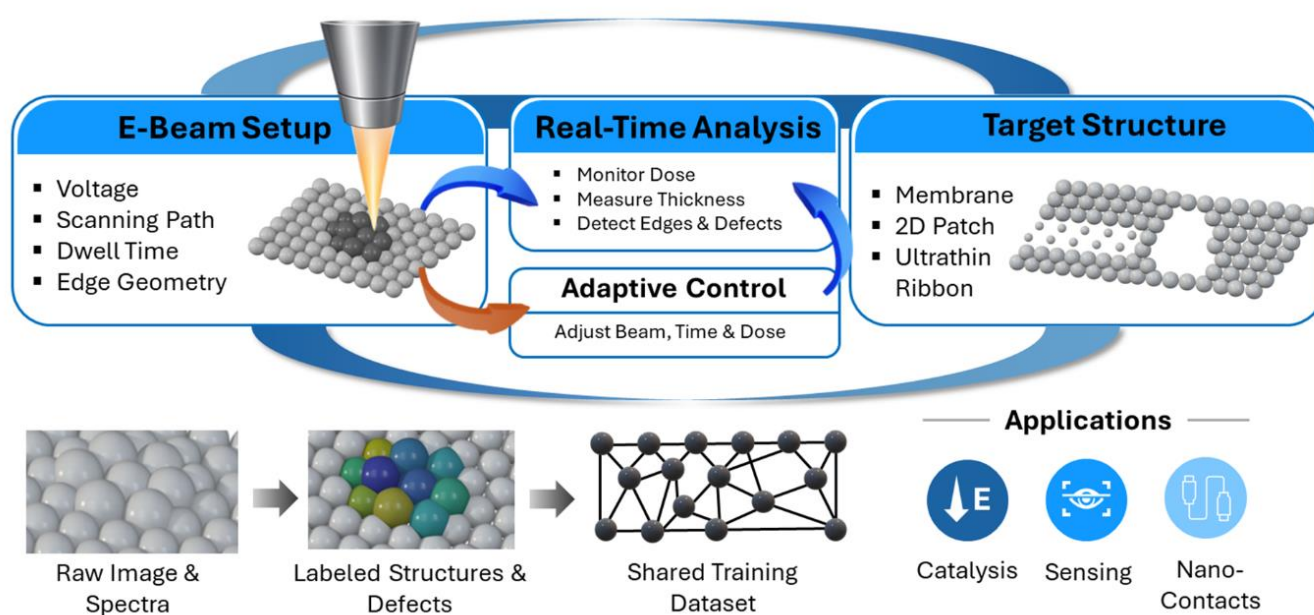 E-Beam Setup
Voltage
Scanning Path
Dwell Time
Edge Geometry
Real-Time Analysis
Monitor Dose
Measure Thickness
Detect Edges & Defects
Adaptive Control
Adjust Beam, Time & Dose
Target Structure
Membrane
2D Patch
Ultrathin
Ribbon
Raw Image &
Spectra
Labeled Structures &
Defects
Shared Training
Dataset
Applications
E
Catalysis
Sensing
Nano-
Contacts